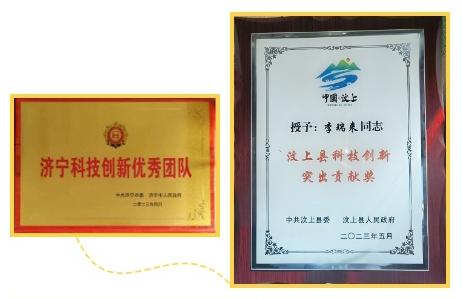 济宁科技创新优秀团队
中共济宁市委 济宁市人民政府
中国·汶上
授予：李瑞来同志
汶上县科技创新
突出贡献奖
中共汶上县委 汶上县人民政府
二〇二三年五月